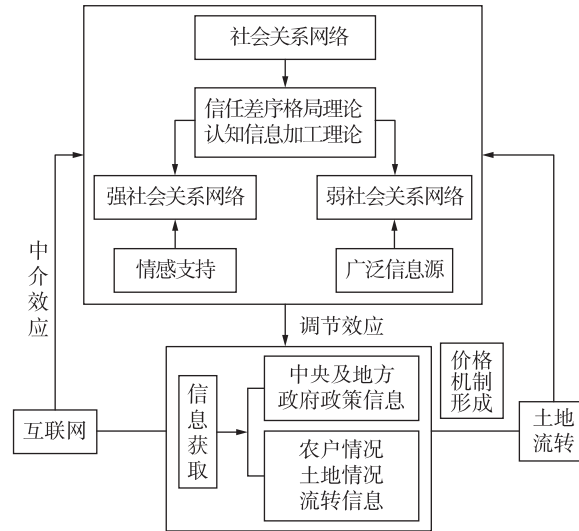 社会关系网络
信任差序格局理论
认知信息加工理论
强社会关系网络
弱社会关系网络
情感支持
广泛信息源
中介效应
调节效应
互联网
信息获取
中央及地方
政府政策信息
农户情况
土地情况
流转信息
价格
机制
形成
土地
流转